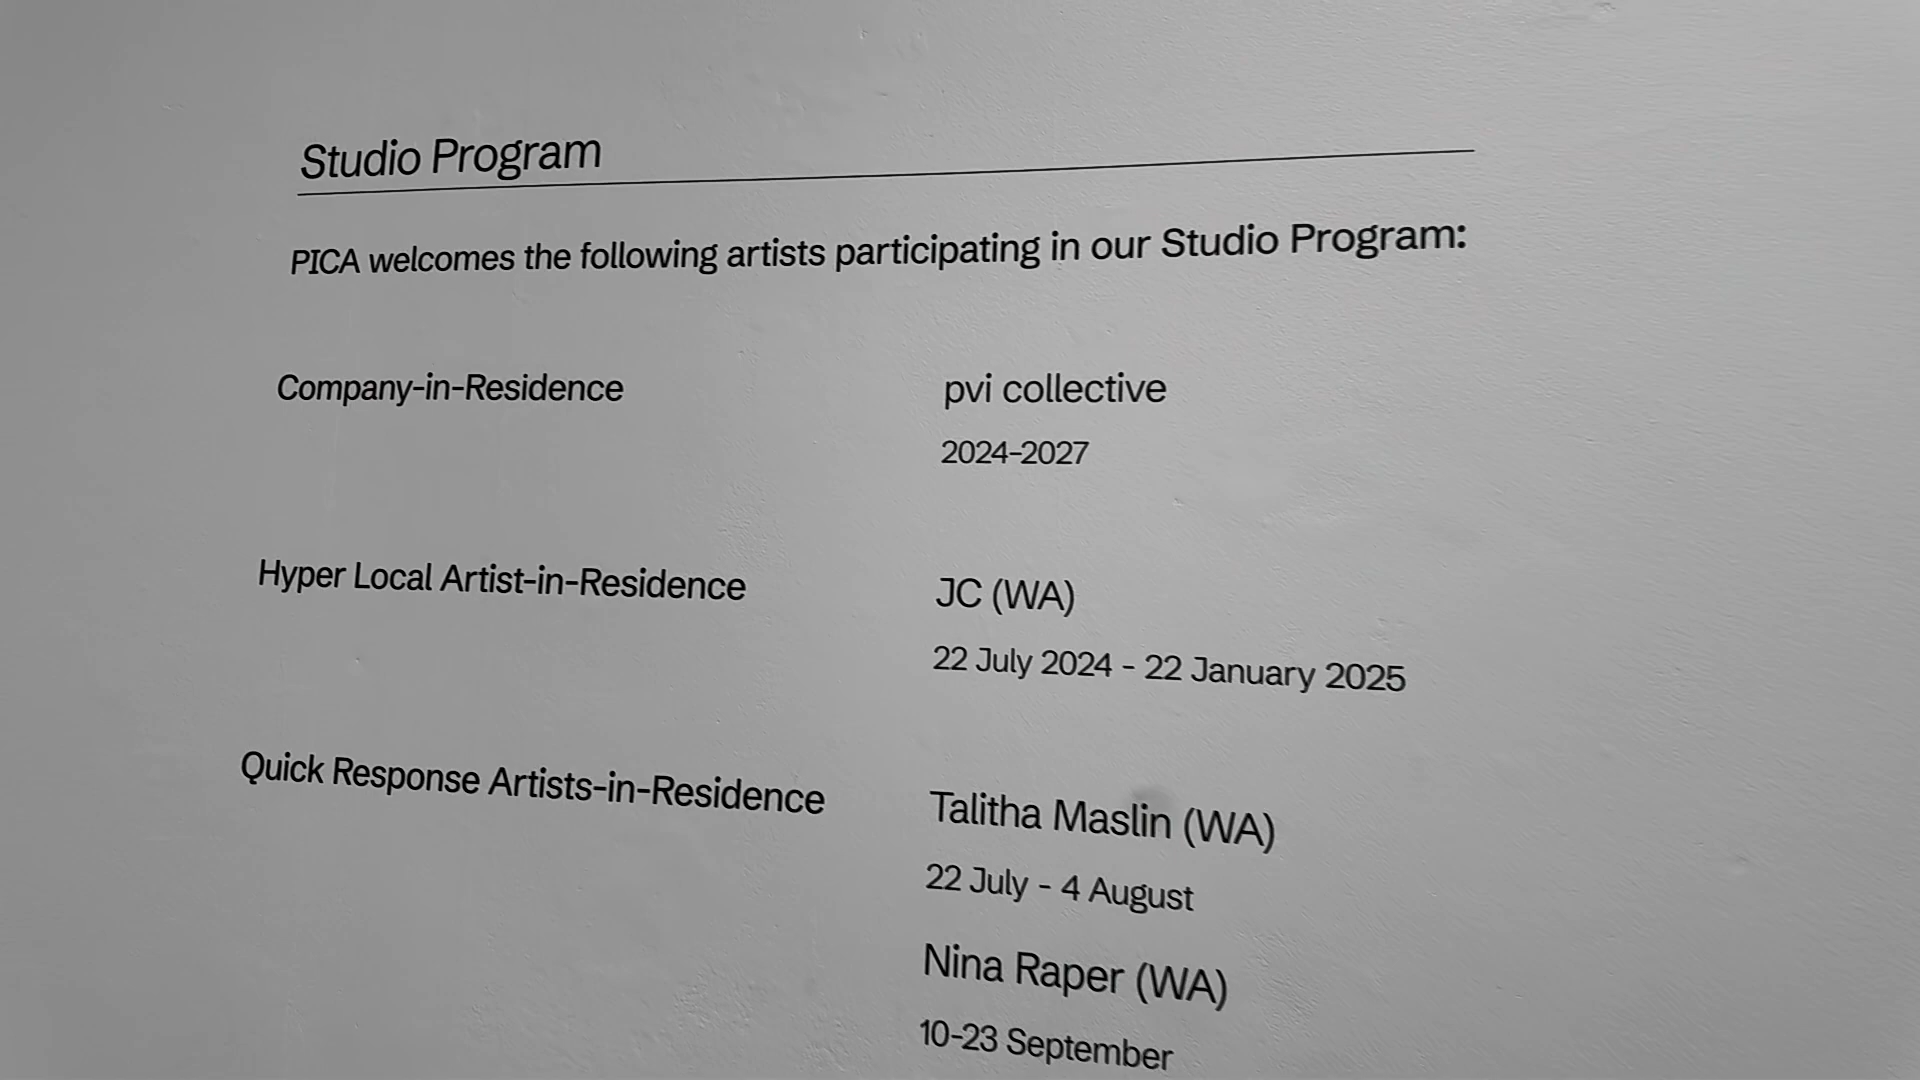 Studio Program
PICA welcomes the following artists participating in our Studio Program:
Company-in-Residence
pvi collective
2024–2027
Hyper Local Artist-in-Residence
JC (WA)
22 July 2024 – 22 January 2025
Quick Response Artists-in-Residence
Talitha Maslin (WA)
22 July – 4 August
Nina Raper (WA)
10–23 September